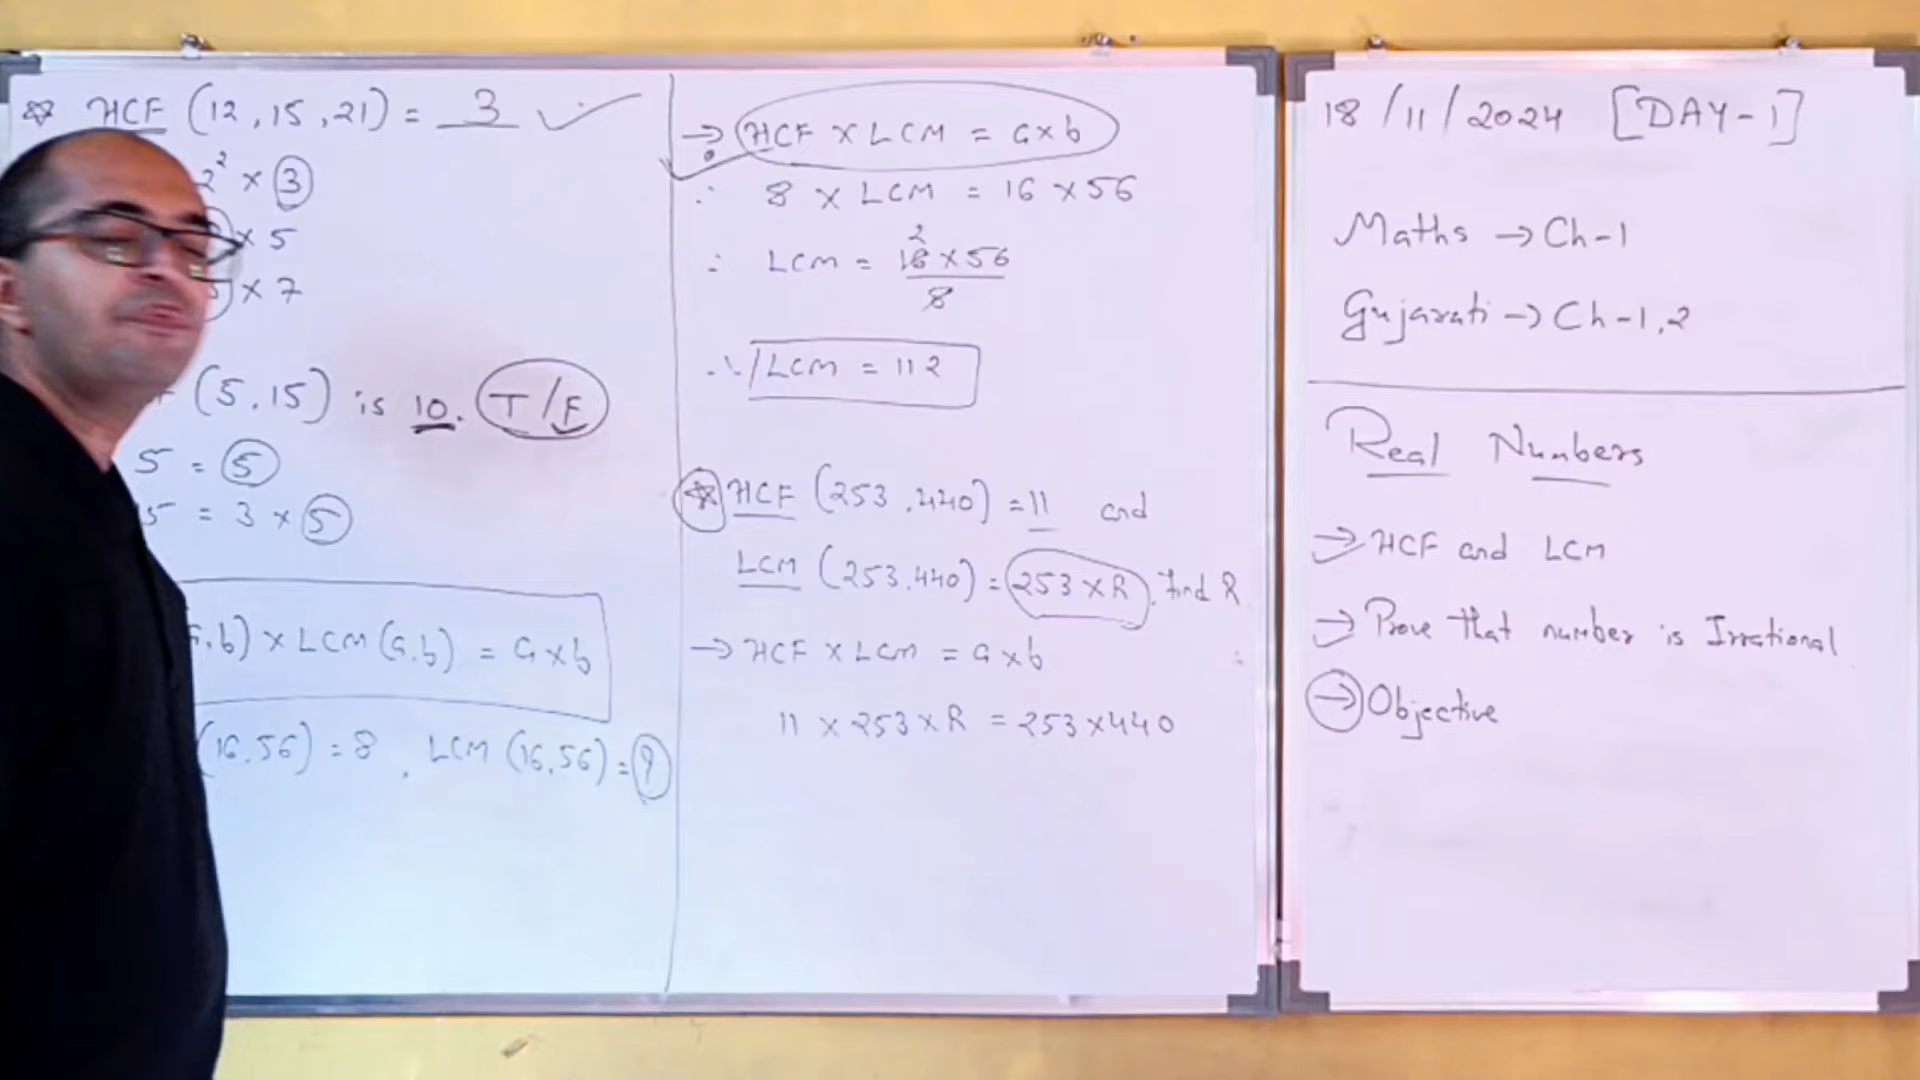 ☆ HCF (12, 15, 21) = 3 ✓
2² × 3
× 5
× 7
(5, 15) is 10. T/F
5 = 5
15 = 3 × 5
,b) × LCM(a,b) = a×b
(16,56) = 8, LCM (16,56) = ?
→ HCF × LCM = a×b
∴ 8 × LCM = 16 × 56
∴ LCM = 16 × 56 / 8
2
∴ LCM = 112
☆ HCF (253, 440) = 11 and
LCM (253, 440) = 253 × R. find R
→ HCF × LCM = a×b
11 × 253 × R = 253 × 440
18/11/2024 [DAY-1]
Maths → Ch-1
Gujarati → Ch-1,2
Real Numbers
→ HCF and LCM
→ Prove that number is Irrational
→ Objective